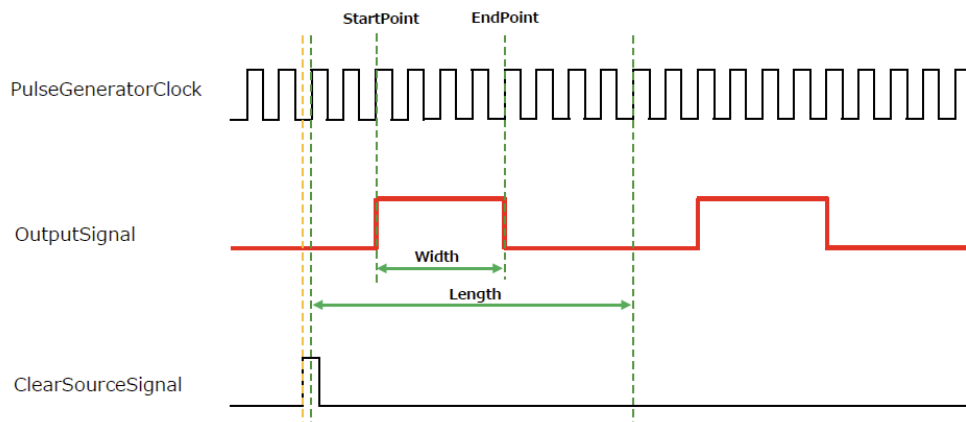 StartPoint
EndPoint
PulseGeneratorClock
OutputSignal
Width
Length
ClearSourceSignal